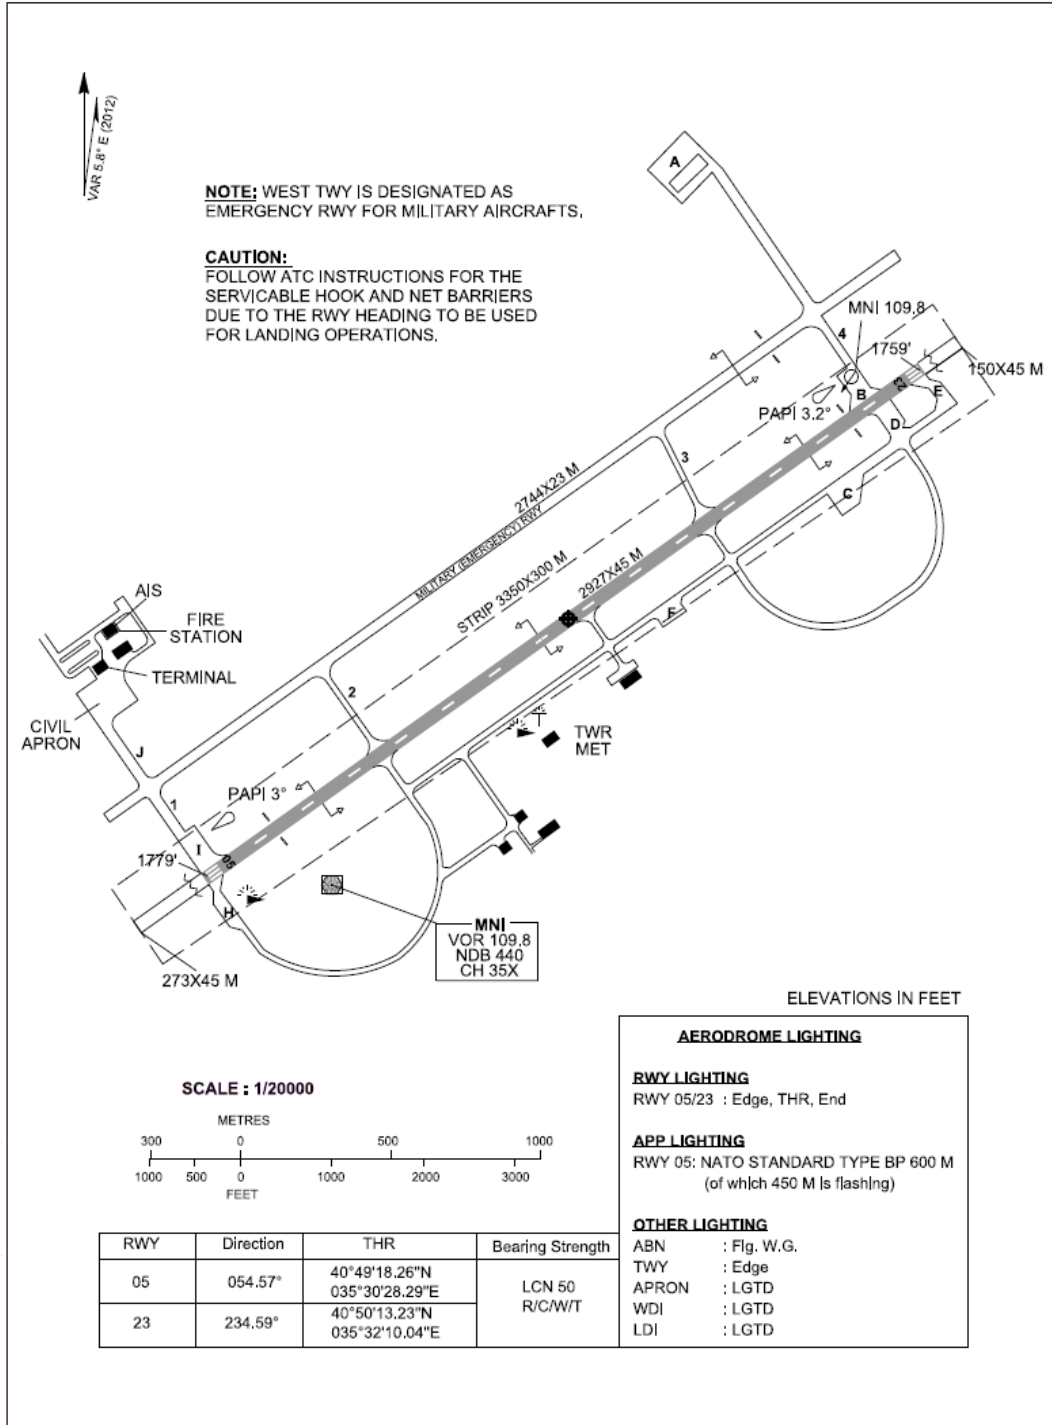 VAR 5.8° E (2012)
NOTE: WEST TWY IS DESIGNATED AS
EMERGENCY RWY FOR MILITARY AIRCRAFTS.
CAUTION:
FOLLOW ATC INSTRUCTIONS FOR THE
SERVICABLE HOOK AND NET BARRIERS
DUE TO THE RWY HEADING TO BE USED
FOR LANDING OPERATIONS.
A
MNI 109.8
4
1759'
150X45 M
23
E
B
PAPI 3.2°
D
3
C
2744X23 M
MILITARY (EMERGENCY) RWY
STRIP 3350X300 M
2927X45 M
F
AIS
FIRE
STATION
TERMINAL
CIVIL
APRON
2
TWR
MET
J
1
PAPI 3°
I
05
1779'
H
273X45 M
MNI
VOR 109.8
NDB 440
CH 35X
ELEVATIONS IN FEET
SCALE : 1/20000
METRES
300 0 500 1000
1000 500 0 1000 2000 3000
FEET
RWY Direction THR Bearing Strength
05 054.57° 40°49'18.26"N
035°30'28.29"E
LCN 50
R/C/W/T
23 234.59° 40°50'13.23"N
035°32'10.04"E
AERODROME LIGHTING
RWY LIGHTING
RWY 05/23 : Edge, THR, End
APP LIGHTING
RWY 05: NATO STANDARD TYPE BP 600 M
(of which 450 M is flashing)
OTHER LIGHTING
ABN : Flg. W.G.
TWY : Edge
APRON : LGTD
WDI : LGTD
LDI : LGTD